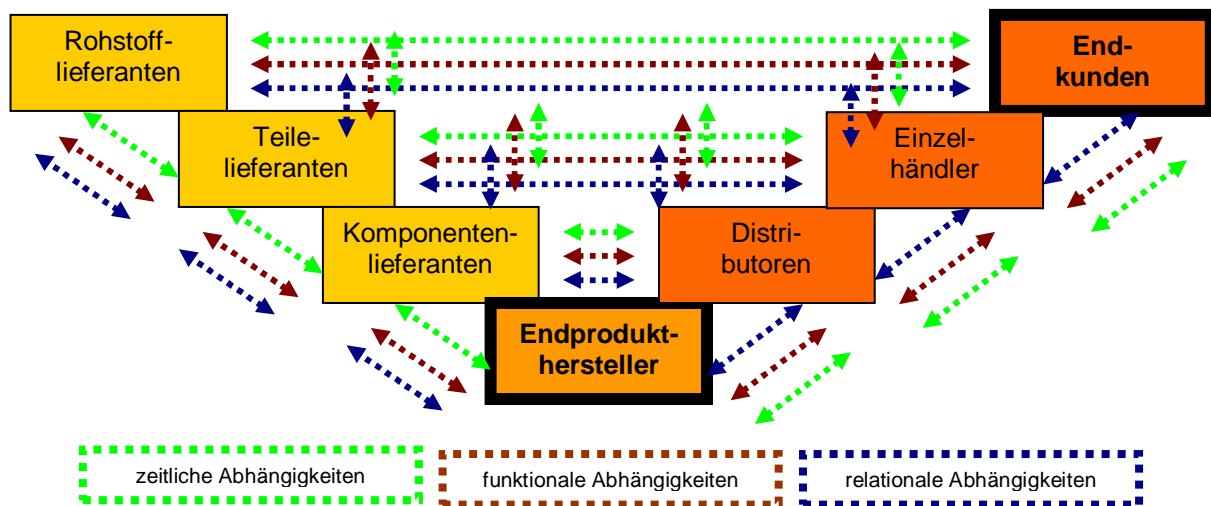 Rohstoff-
lieferanten
End-
kunden
Teile-
lieferanten
Einzel-
händler
Komponenten-
lieferanten
Distri-
butoren
Endprodukt-
hersteller
zeitliche Abhängigkeiten
funktionale Abhängigkeiten
relationale Abhängigkeiten